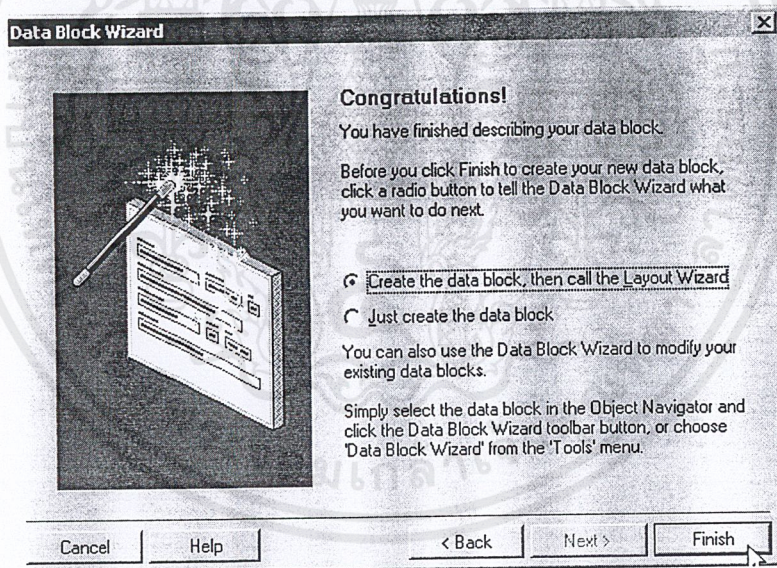 Data Block Wizard
Congratulations!
You have finished describing your data block.
Before you click Finish to create your new data block,
click a radio button to tell the Data Block Wizard what
you want to do next.
Create the data block, then call the Layout Wizard
Just create the data block
You can also use the Data Block Wizard to modify your
existing data blocks.
Simply select the data block in the Object Navigator and
click the Data Block Wizard toolbar button, or choose
'Data Block Wizard' from the 'Tools' menu.
Cancel
Help
< Back
Next >
Finish